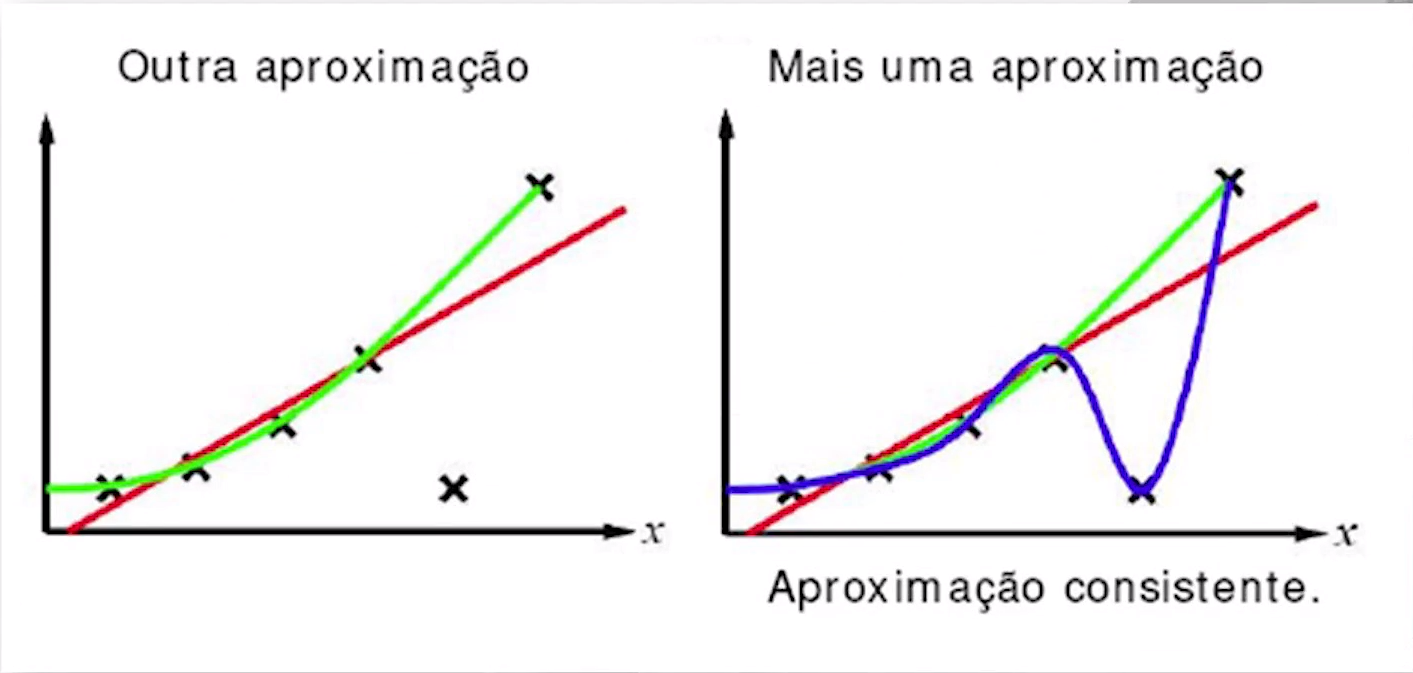 Outra aproximação
Mais uma aproximação
x
x
Aproximação consistente.